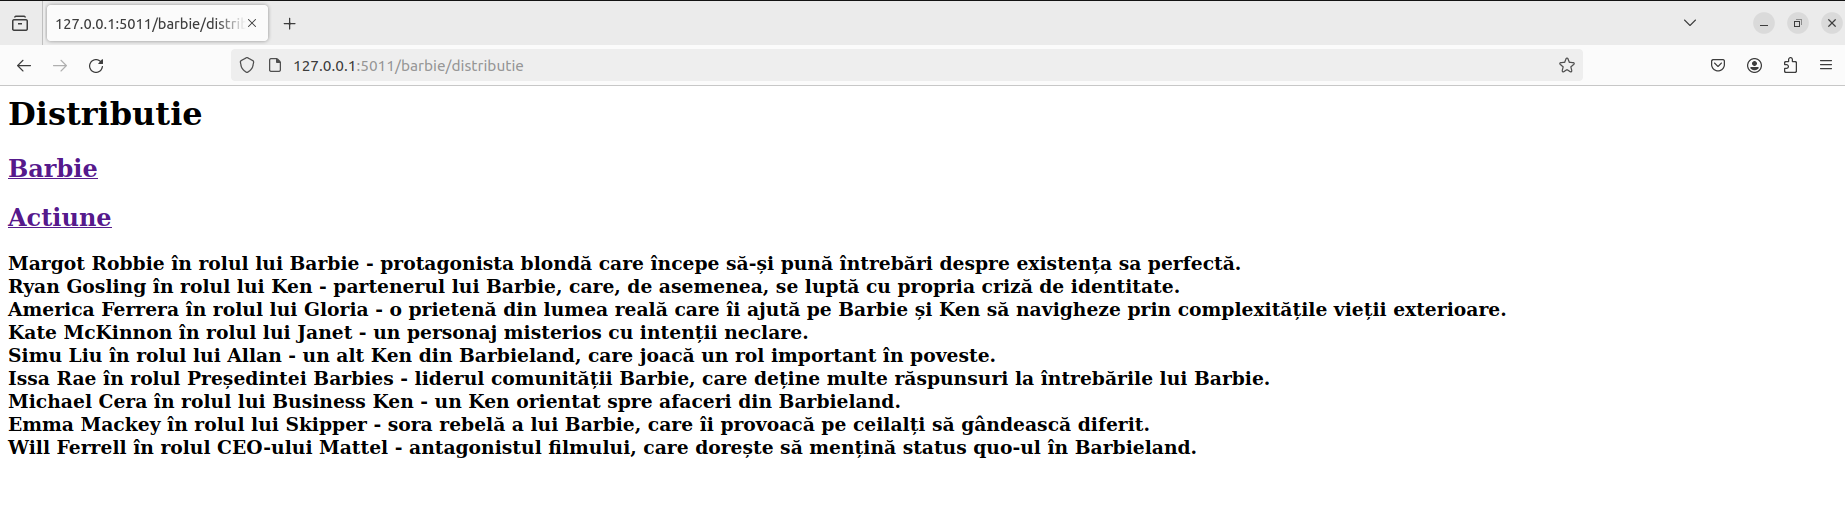 127.0.0.1:5011/barbie/distri
127.0.0.1:5011/barbie/distributie
Distributie
Barbie
Actiune
Margot Robbie în rolul lui Barbie - protagonista blondă care începe să-și pună întrebări despre existența sa perfectă.
Ryan Gosling în rolul lui Ken - partenerul lui Barbie, care, de asemenea, se luptă cu propria criză de identitate.
America Ferrera în rolul lui Gloria - o prietenă din lumea reală care îi ajută pe Barbie și Ken să navigheze prin complexitățile vieții exterioare.
Kate McKinnon în rolul lui Janet - un personaj misterios cu intenții neclare.
Simu Liu în rolul lui Allan - un alt Ken din Barbieland, care joacă un rol important în poveste.
Issa Rae în rolul Președintei Barbies - liderul comunității Barbie, care deține multe răspunsuri la întrebările lui Barbie.
Michael Cera în rolul lui Business Ken - un Ken orientat spre afaceri din Barbieland.
Emma Mackey în rolul lui Skipper - sora rebelă a lui Barbie, care îi provoacă pe ceilalți să gândească diferit.
Will Ferrell în rolul CEO-ului Mattel - antagonistul filmului, care dorește să mențină status quo-ul în Barbieland.